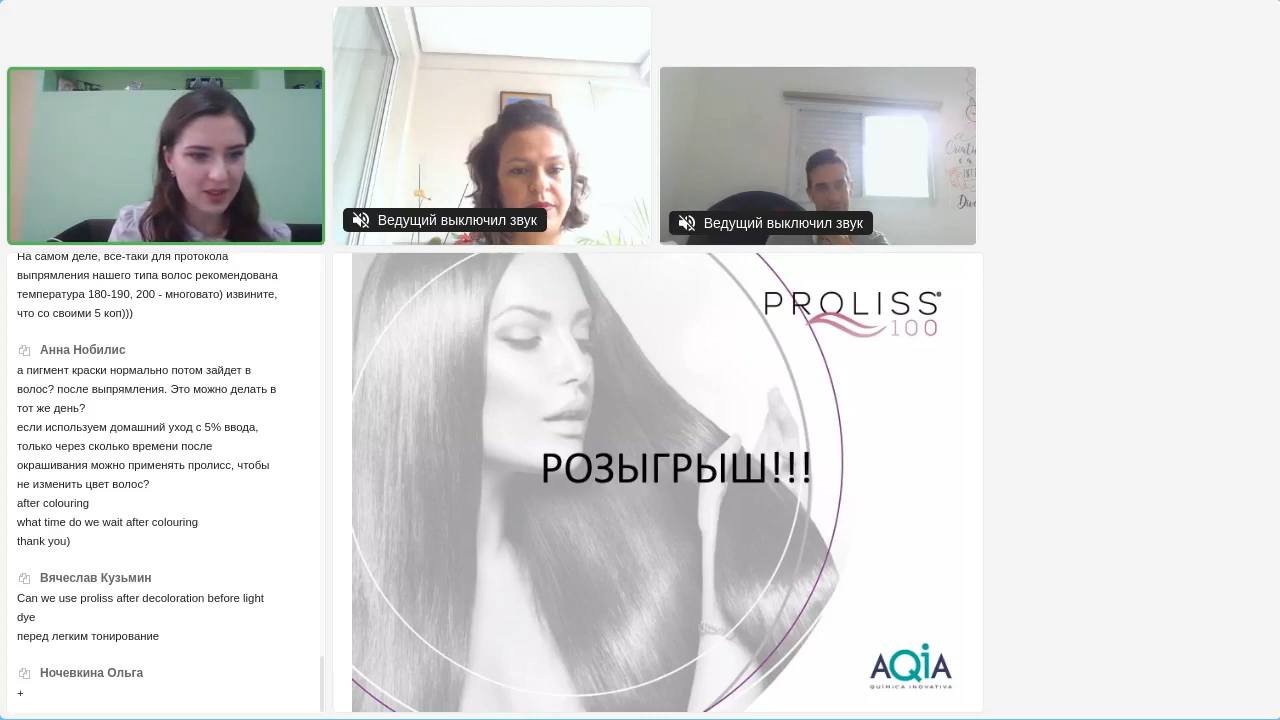 Ведущий выключил звук
Ведущий выключил звук
На самом деле, все-таки для протокола
выпрямления нашего типа волос рекомендована
температура 180-190, 200 - многовато) извините,
что со своими 5 коп)))
Анна Нобилис
а пигмент краски нормально потом зайдет в
волос? после выпрямления. Это можно делать в
тот же день?
если используем домашний уход с 5% ввода,
только через сколько времени после
окрашивания можно применять пролисс, чтобы
не изменить цвет волос?
after colouring
what time do we wait after colouring
thank you)
Вячеслав Кузьмин
Can we use proliss after decoloration before light
dye
перед легким тонирование
Ночевкина Ольга
+
PROLISS®
100
РОЗЫГРЫШ!!!
AQiA
QUÍMICA INOVATIVA